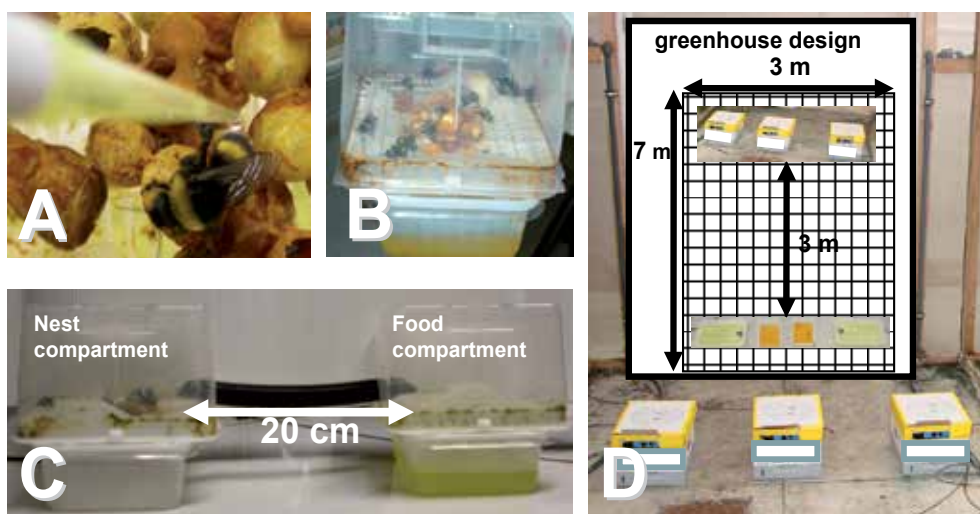 A
B
Nest
compartment
Food
compartment
20 cm
C
greenhouse design
3 m
7 m
3 m
D